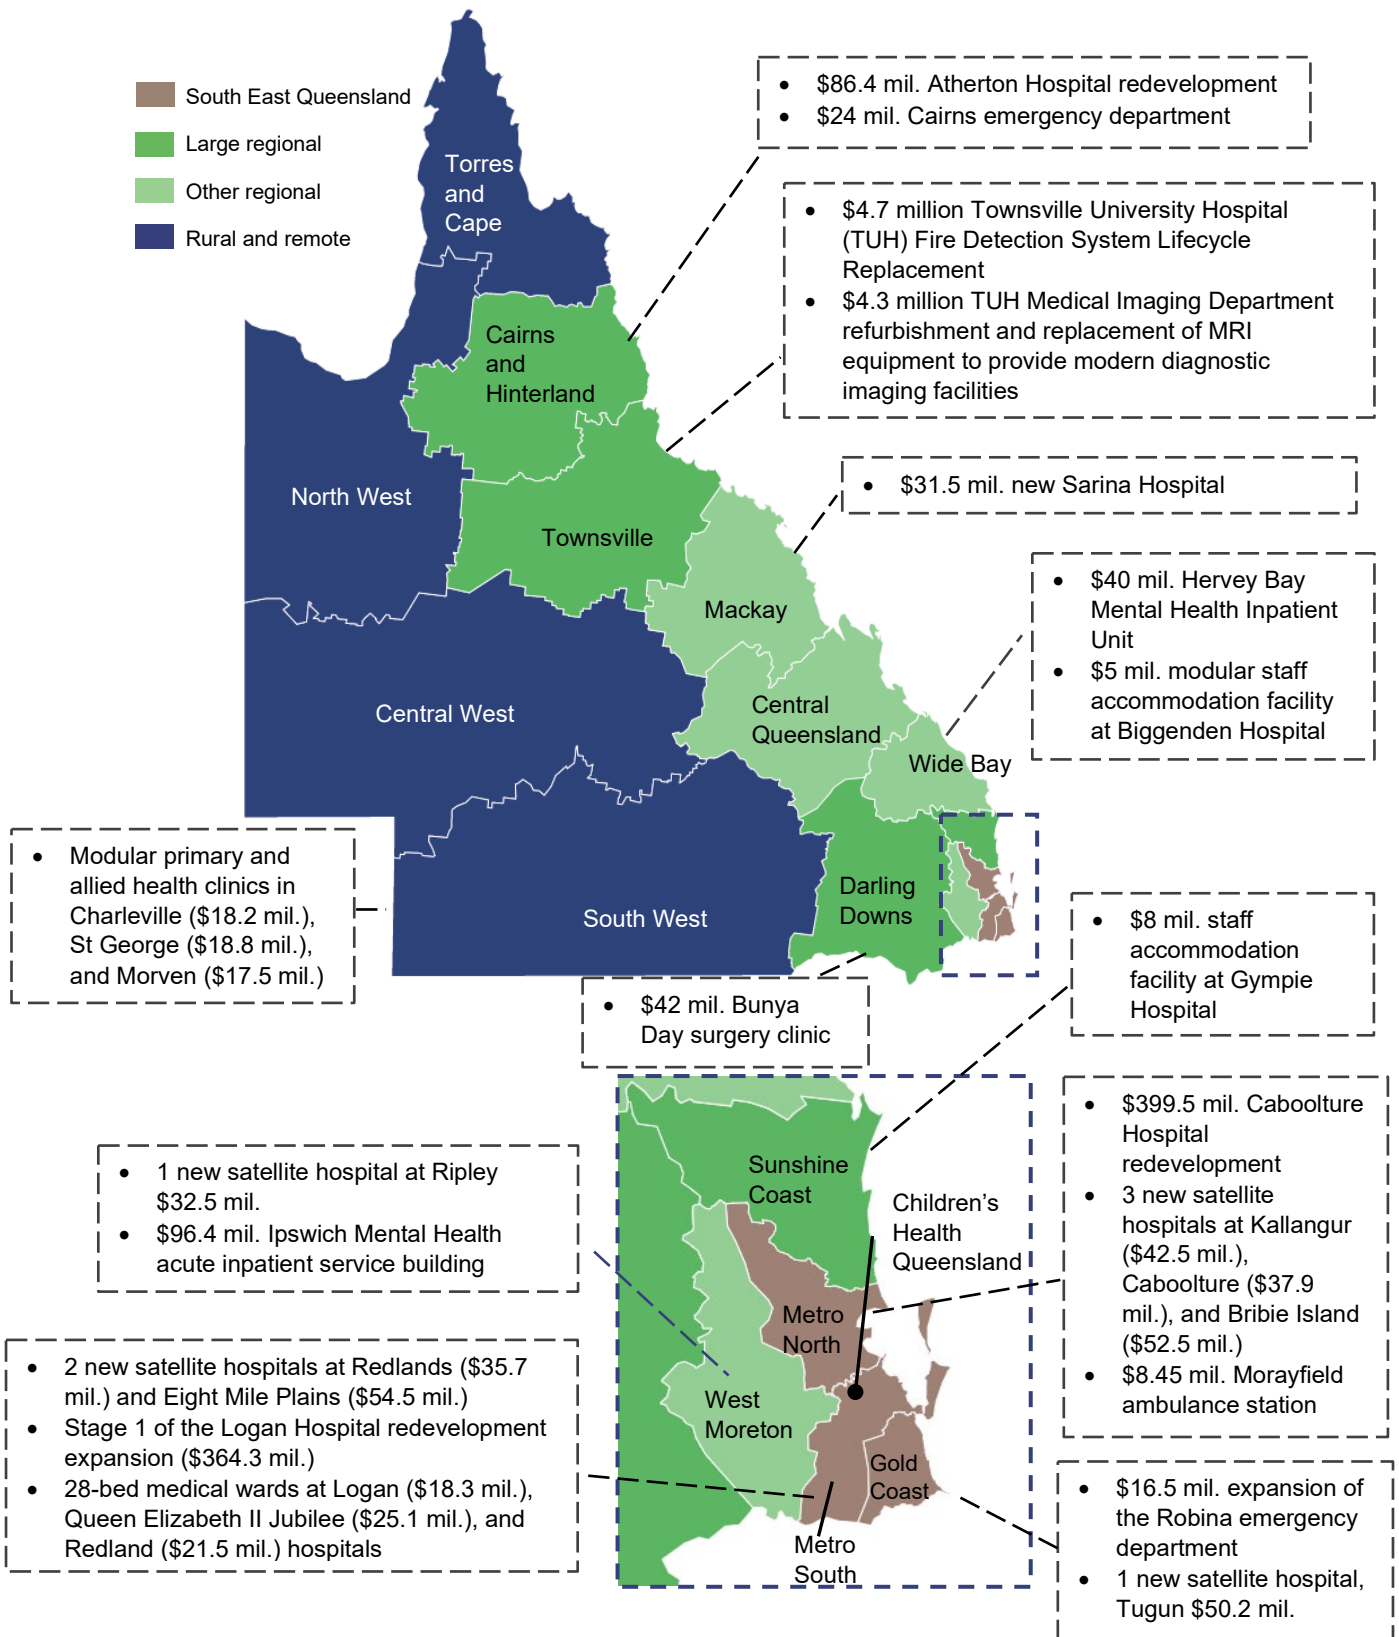 South East Queensland
Large regional
Other regional
Rural and remote
Torres
and
Cape
Cairns
and
Hinterland
North West
Townsville
Mackay
Central West
Central
Queensland
Wide Bay
South West
Darling
Downs
• $86.4 mil. Atherton Hospital redevelopment
• $24 mil. Cairns emergency department
• $4.7 million Townsville University Hospital
(TUH) Fire Detection System Lifecycle
Replacement
• $4.3 million TUH Medical Imaging Department
refurbishment and replacement of MRI
equipment to provide modern diagnostic
imaging facilities
• $31.5 mil. new Sarina Hospital
• $40 mil. Hervey Bay
Mental Health Inpatient
Unit
• $5 mil. modular staff
accommodation facility
at Biggenden Hospital
• Modular primary and
allied health clinics in
Charleville ($18.2 mil.),
St George ($18.8 mil.),
and Morven ($17.5 mil.)
• $42 mil. Bunya
Day surgery clinic
• $8 mil. staff
accommodation
facility at Gympie
Hospital
• 1 new satellite hospital at Ripley
$32.5 mil.
• $96.4 mil. Ipswich Mental Health
acute inpatient service building
Sunshine
Coast
Children's
Health
Queensland
Metro
North
West
Moreton
Gold
Coast
Metro
South
• $399.5 mil. Caboolture
Hospital
redevelopment
• 3 new satellite
hospitals at Kallangur
($42.5 mil.),
Caboolture ($37.9
mil.), and Bribie Island
($52.5 mil.)
• $8.45 mil. Morayfield
ambulance station
• 2 new satellite hospitals at Redlands ($35.7
mil.) and Eight Mile Plains ($54.5 mil.)
• Stage 1 of the Logan Hospital redevelopment
expansion ($364.3 mil.)
• 28-bed medical wards at Logan ($18.3 mil.),
Queen Elizabeth II Jubilee ($25.1 mil.), and
Redland ($21.5 mil.) hospitals
• $16.5 mil. expansion of
the Robina emergency
department
• 1 new satellite hospital,
Tugun $50.2 mil.